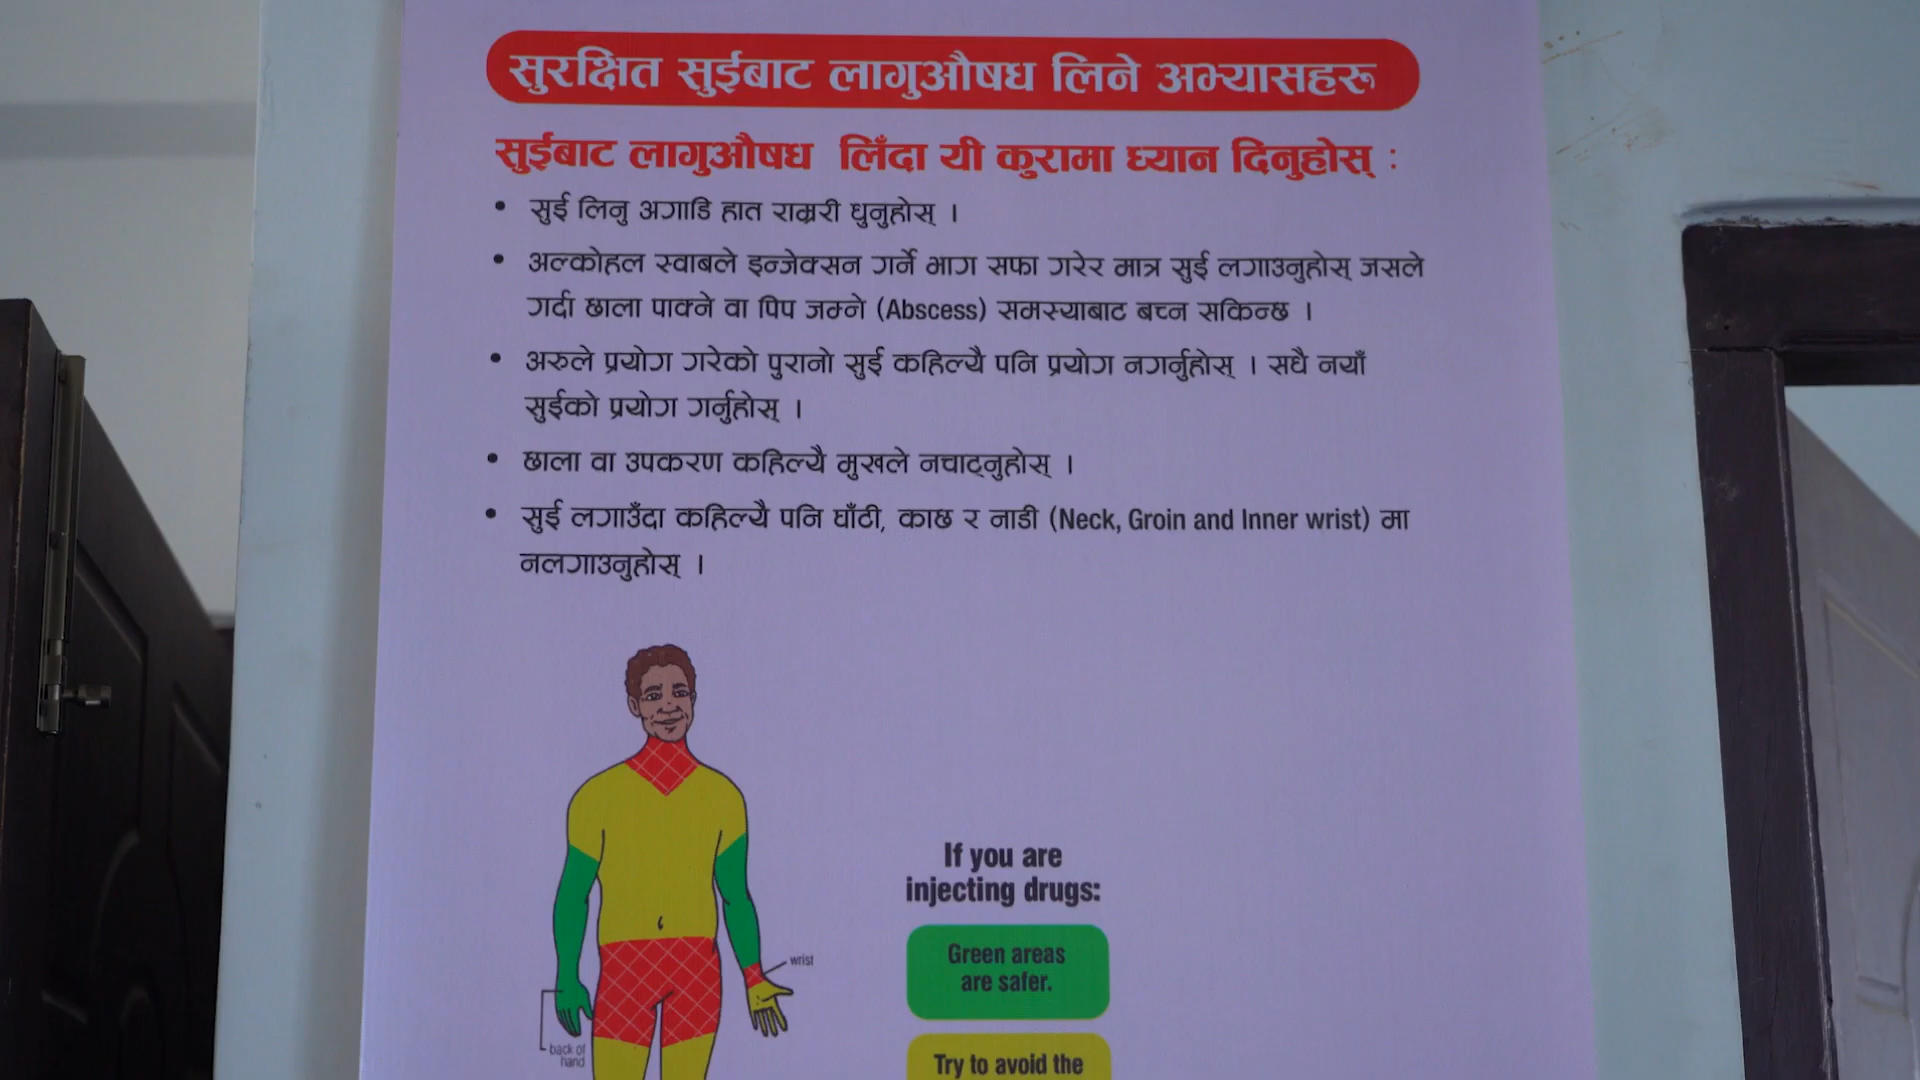 सुरक्षित सुईबाट लागुऔषध लिने अभ्यासहरू
सुईबाट लागुऔषध लिँदा यी कुरामा ध्यान दिनुहोस् :
• सुई लिनु अगाडि हात राम्ररी धुनुहोस् ।
• अल्कोहल स्वाबले इन्जेक्सन गर्ने भाग सफा गरेर मात्र सुई लगाउनुहोस् जसले
गर्दा छाला पाक्ने वा पिप जम्ने (Abscess) समस्याबाट बच्न सकिन्छ ।
• अरुले प्रयोग गरेको पुरानो सुई कहिल्यै पनि प्रयोग नगर्नुहोस् । सधै नयाँ
सुईको प्रयोग गर्नुहोस् ।
• छाला वा उपकरण कहिल्यै मुखले नचाट्नुहोस् ।
• सुई लगाउँदा कहिल्यै पनि घाँटी, काछ र नाडी (Neck, Groin and Inner wrist) मा
नलगाउनुहोस् ।
If you are
injecting drugs:
Green areas
are safer.
Try to avoid the
wrist
back of
hand